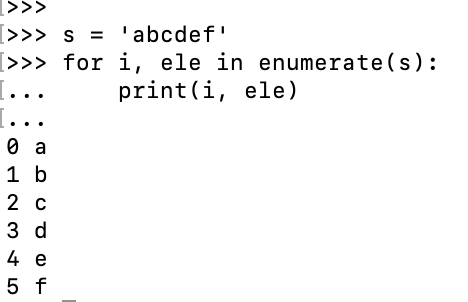 [>>>
[>>> s = 'abcdef'
[>>> for i, ele in enumerate(s):
[...     print(i, ele)
[...
0 a
1 b
2 c
3 d
4 e
5 f